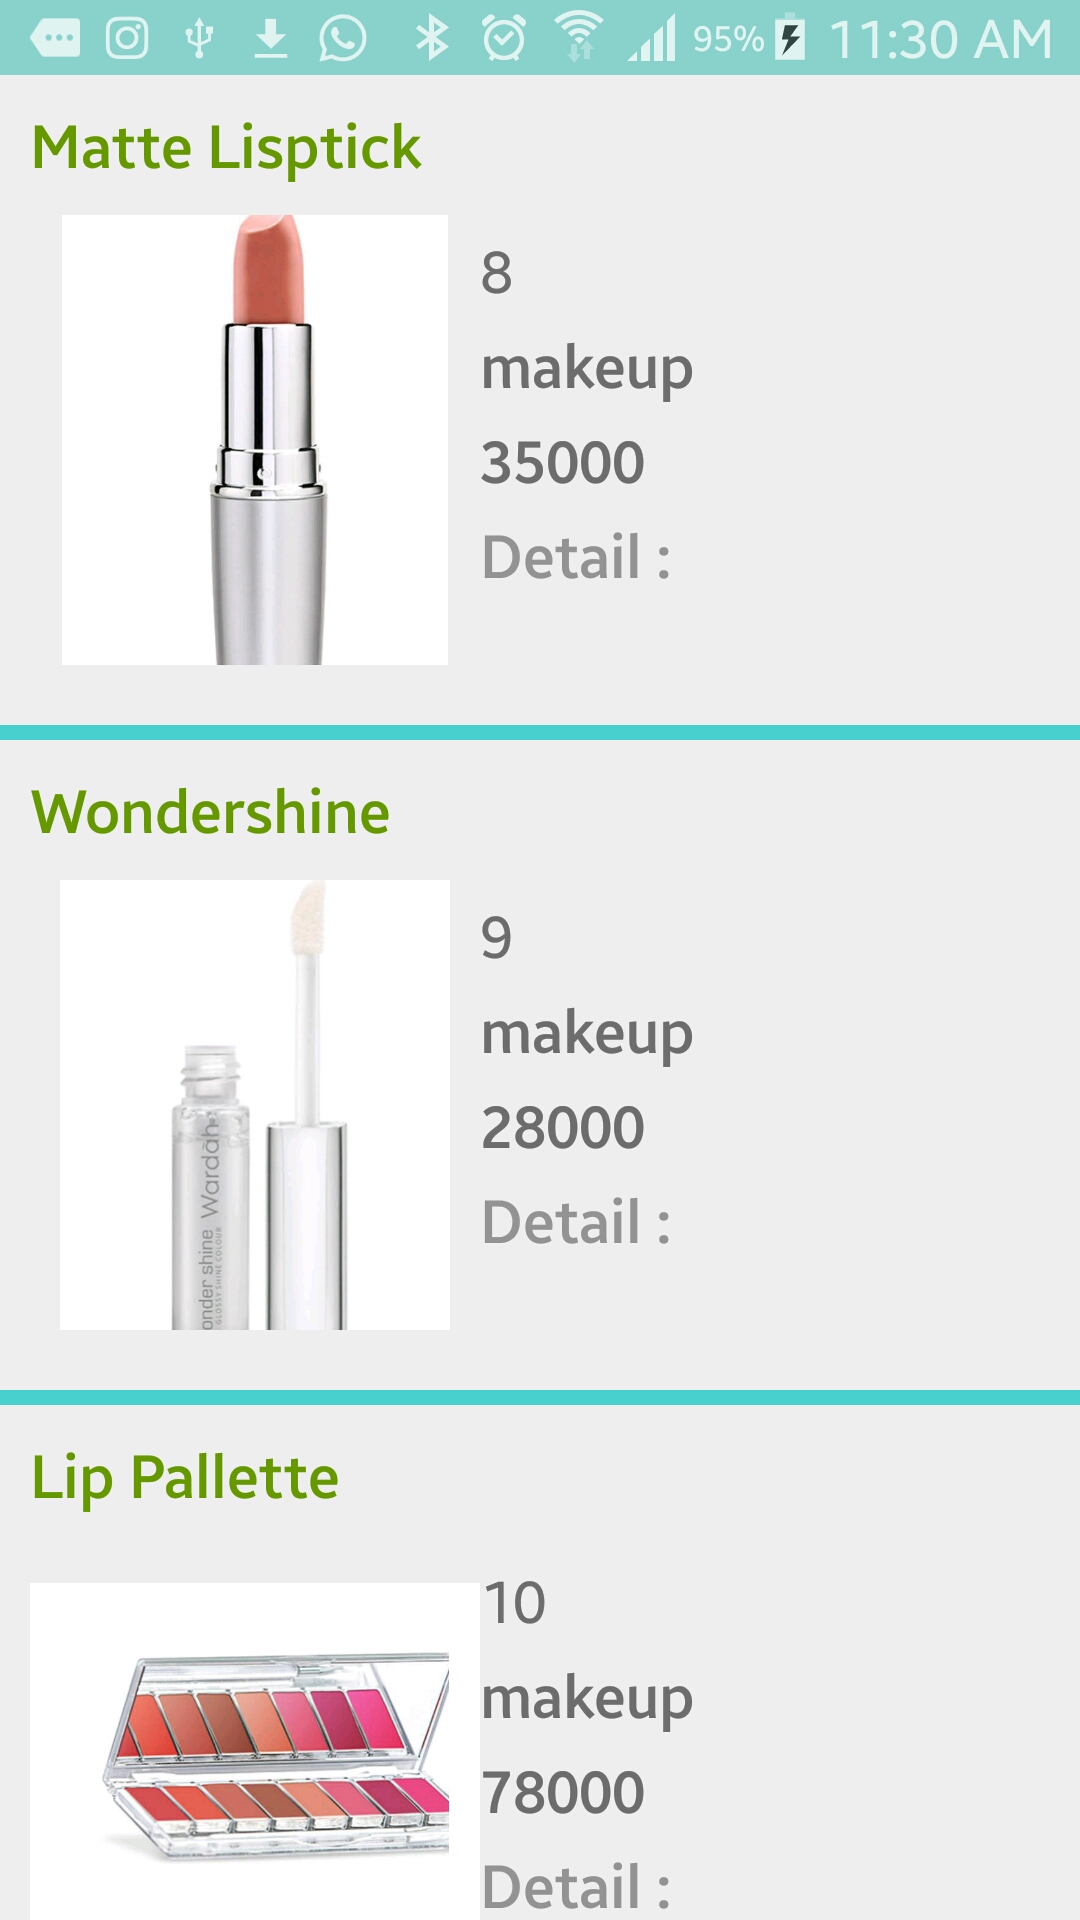 95% 11:30 AM
Matte Lisptick
8
makeup
35000
Detail :
Wondershine
9
makeup
28000
Detail :
Wardah
onder shine
GLOSSY SHINE COLOUR
Lip Pallette
10
makeup
78000
Detail :